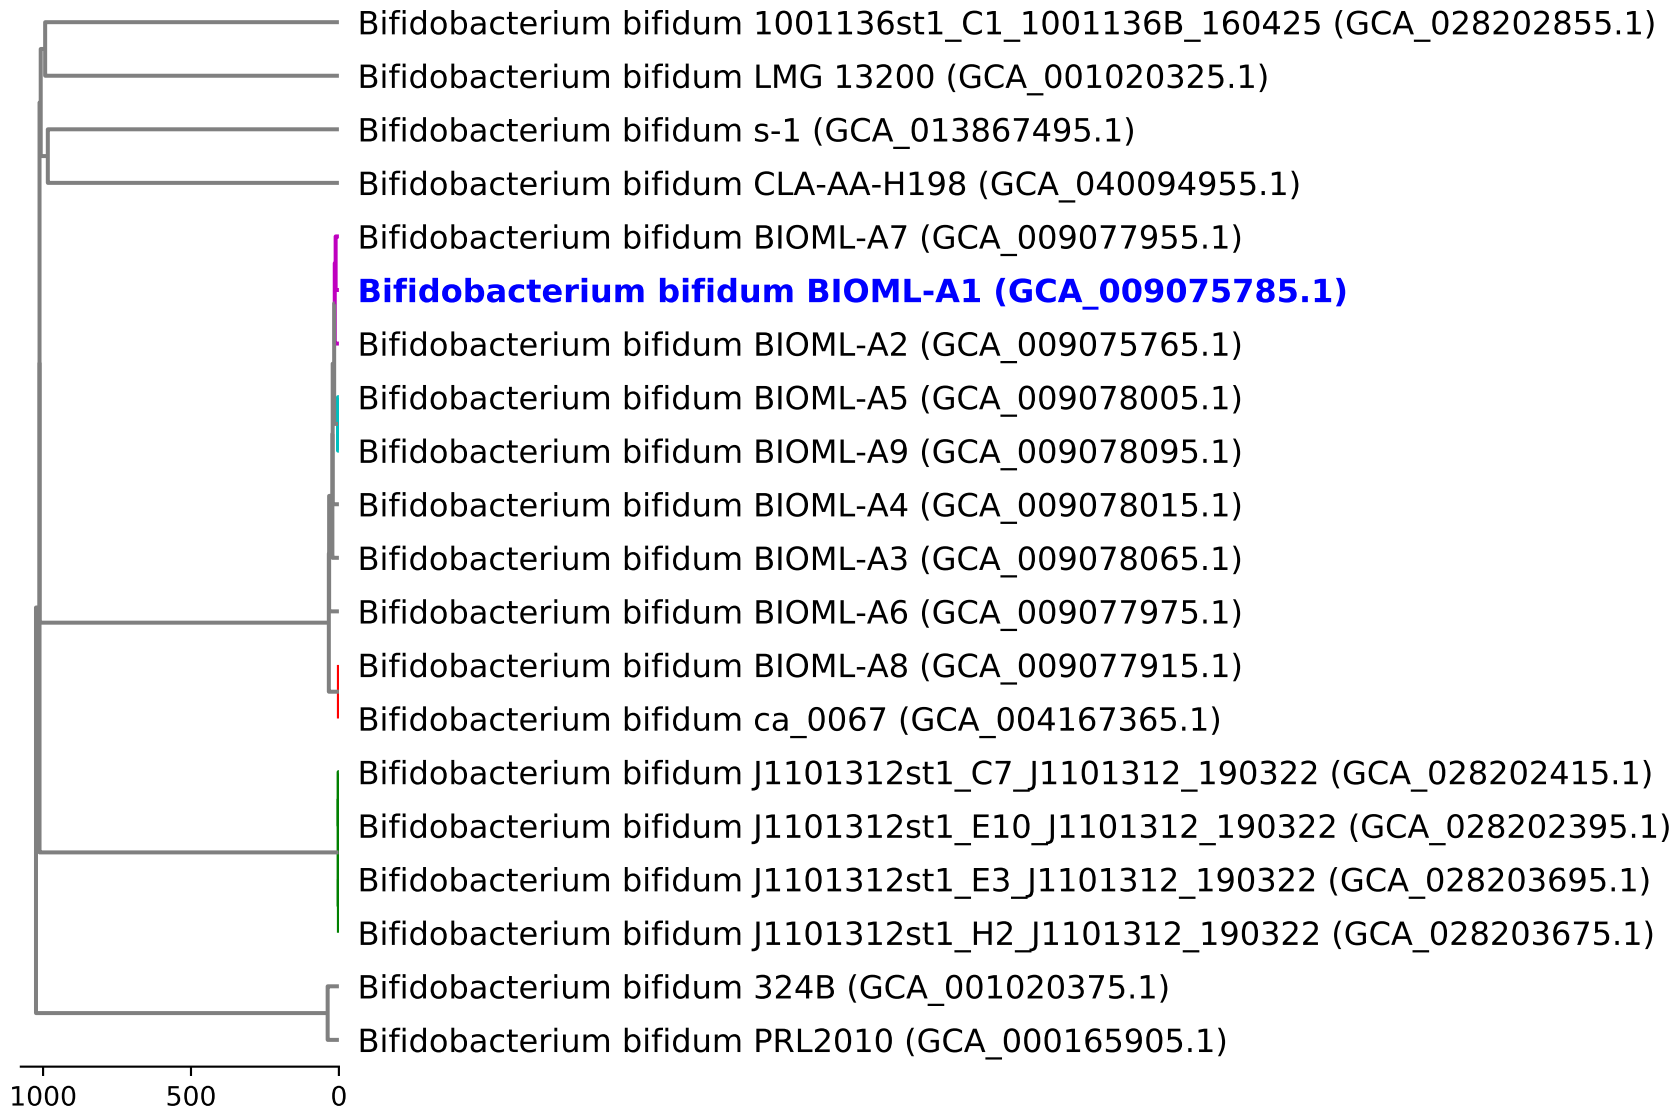 Bifidobacterium bifidum 1001136st1_C1_1001136B_160425 (GCA_028202855.1)
Bifidobacterium bifidum LMG 13200 (GCA_001020325.1)
Bifidobacterium bifidum s-1 (GCA_013867495.1)
Bifidobacterium bifidum CLA-AA-H198 (GCA_040094955.1)
Bifidobacterium bifidum BIOML-A7 (GCA_009077955.1)
Bifidobacterium bifidum BIOML-A1 (GCA_009075785.1)
Bifidobacterium bifidum BIOML-A2 (GCA_009075765.1)
Bifidobacterium bifidum BIOML-A5 (GCA_009078005.1)
Bifidobacterium bifidum BIOML-A9 (GCA_009078095.1)
Bifidobacterium bifidum BIOML-A4 (GCA_009078015.1)
Bifidobacterium bifidum BIOML-A3 (GCA_009078065.1)
Bifidobacterium bifidum BIOML-A6 (GCA_009077975.1)
Bifidobacterium bifidum BIOML-A8 (GCA_009077915.1)
Bifidobacterium bifidum ca_0067 (GCA_004167365.1)
Bifidobacterium bifidum J1101312st1_C7_J1101312_190322 (GCA_028202415.1)
Bifidobacterium bifidum J1101312st1_E10_J1101312_190322 (GCA_028202395.1)
Bifidobacterium bifidum J1101312st1_E3_J1101312_190322 (GCA_028203695.1)
Bifidobacterium bifidum J1101312st1_H2_J1101312_190322 (GCA_028203675.1)
Bifidobacterium bifidum 324B (GCA_001020375.1)
Bifidobacterium bifidum PRL2010 (GCA_000165905.1)
1000 500 0